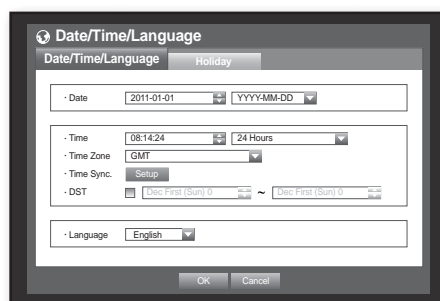 Date/Time/Language
Date/Time/Language Holiday
· Date 2011-01-01 YYYY-MM-DD
· Time 08:14:24 24 Hours
· Time Zone GMT
· Time Sync. Setup
· DST Dec First (Sun) 0 ~ Dec First (Sun) 0
· Language English
OK Cancel